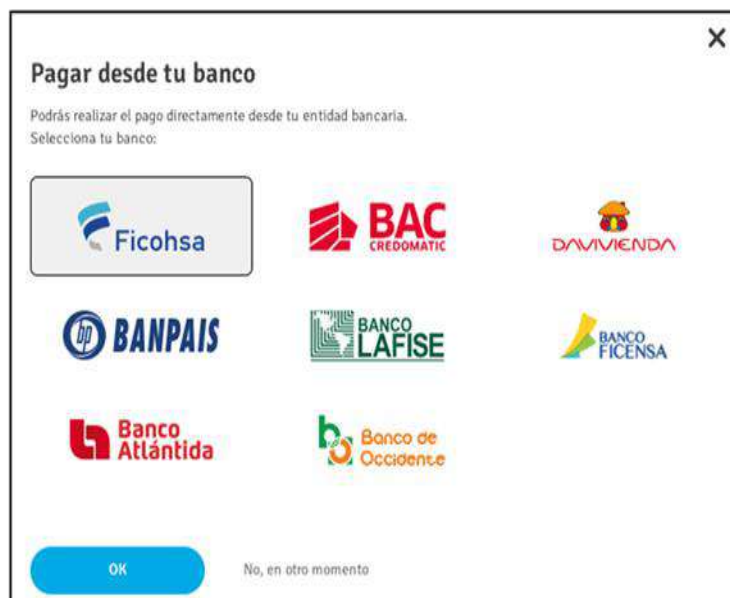 Pagar desde tu banco
Podrás realizar el pago directamente desde tu entidad bancaria.
Selecciona tu banco:
Ficohsa
BAC
CREDOMATIC
DAVIVIENDA
bp BANPAIS
BANCO
LAFISE
BANCO
FICENSA
Banco
Atlántida
Banco de
Occidente
OK
No, en otro momento